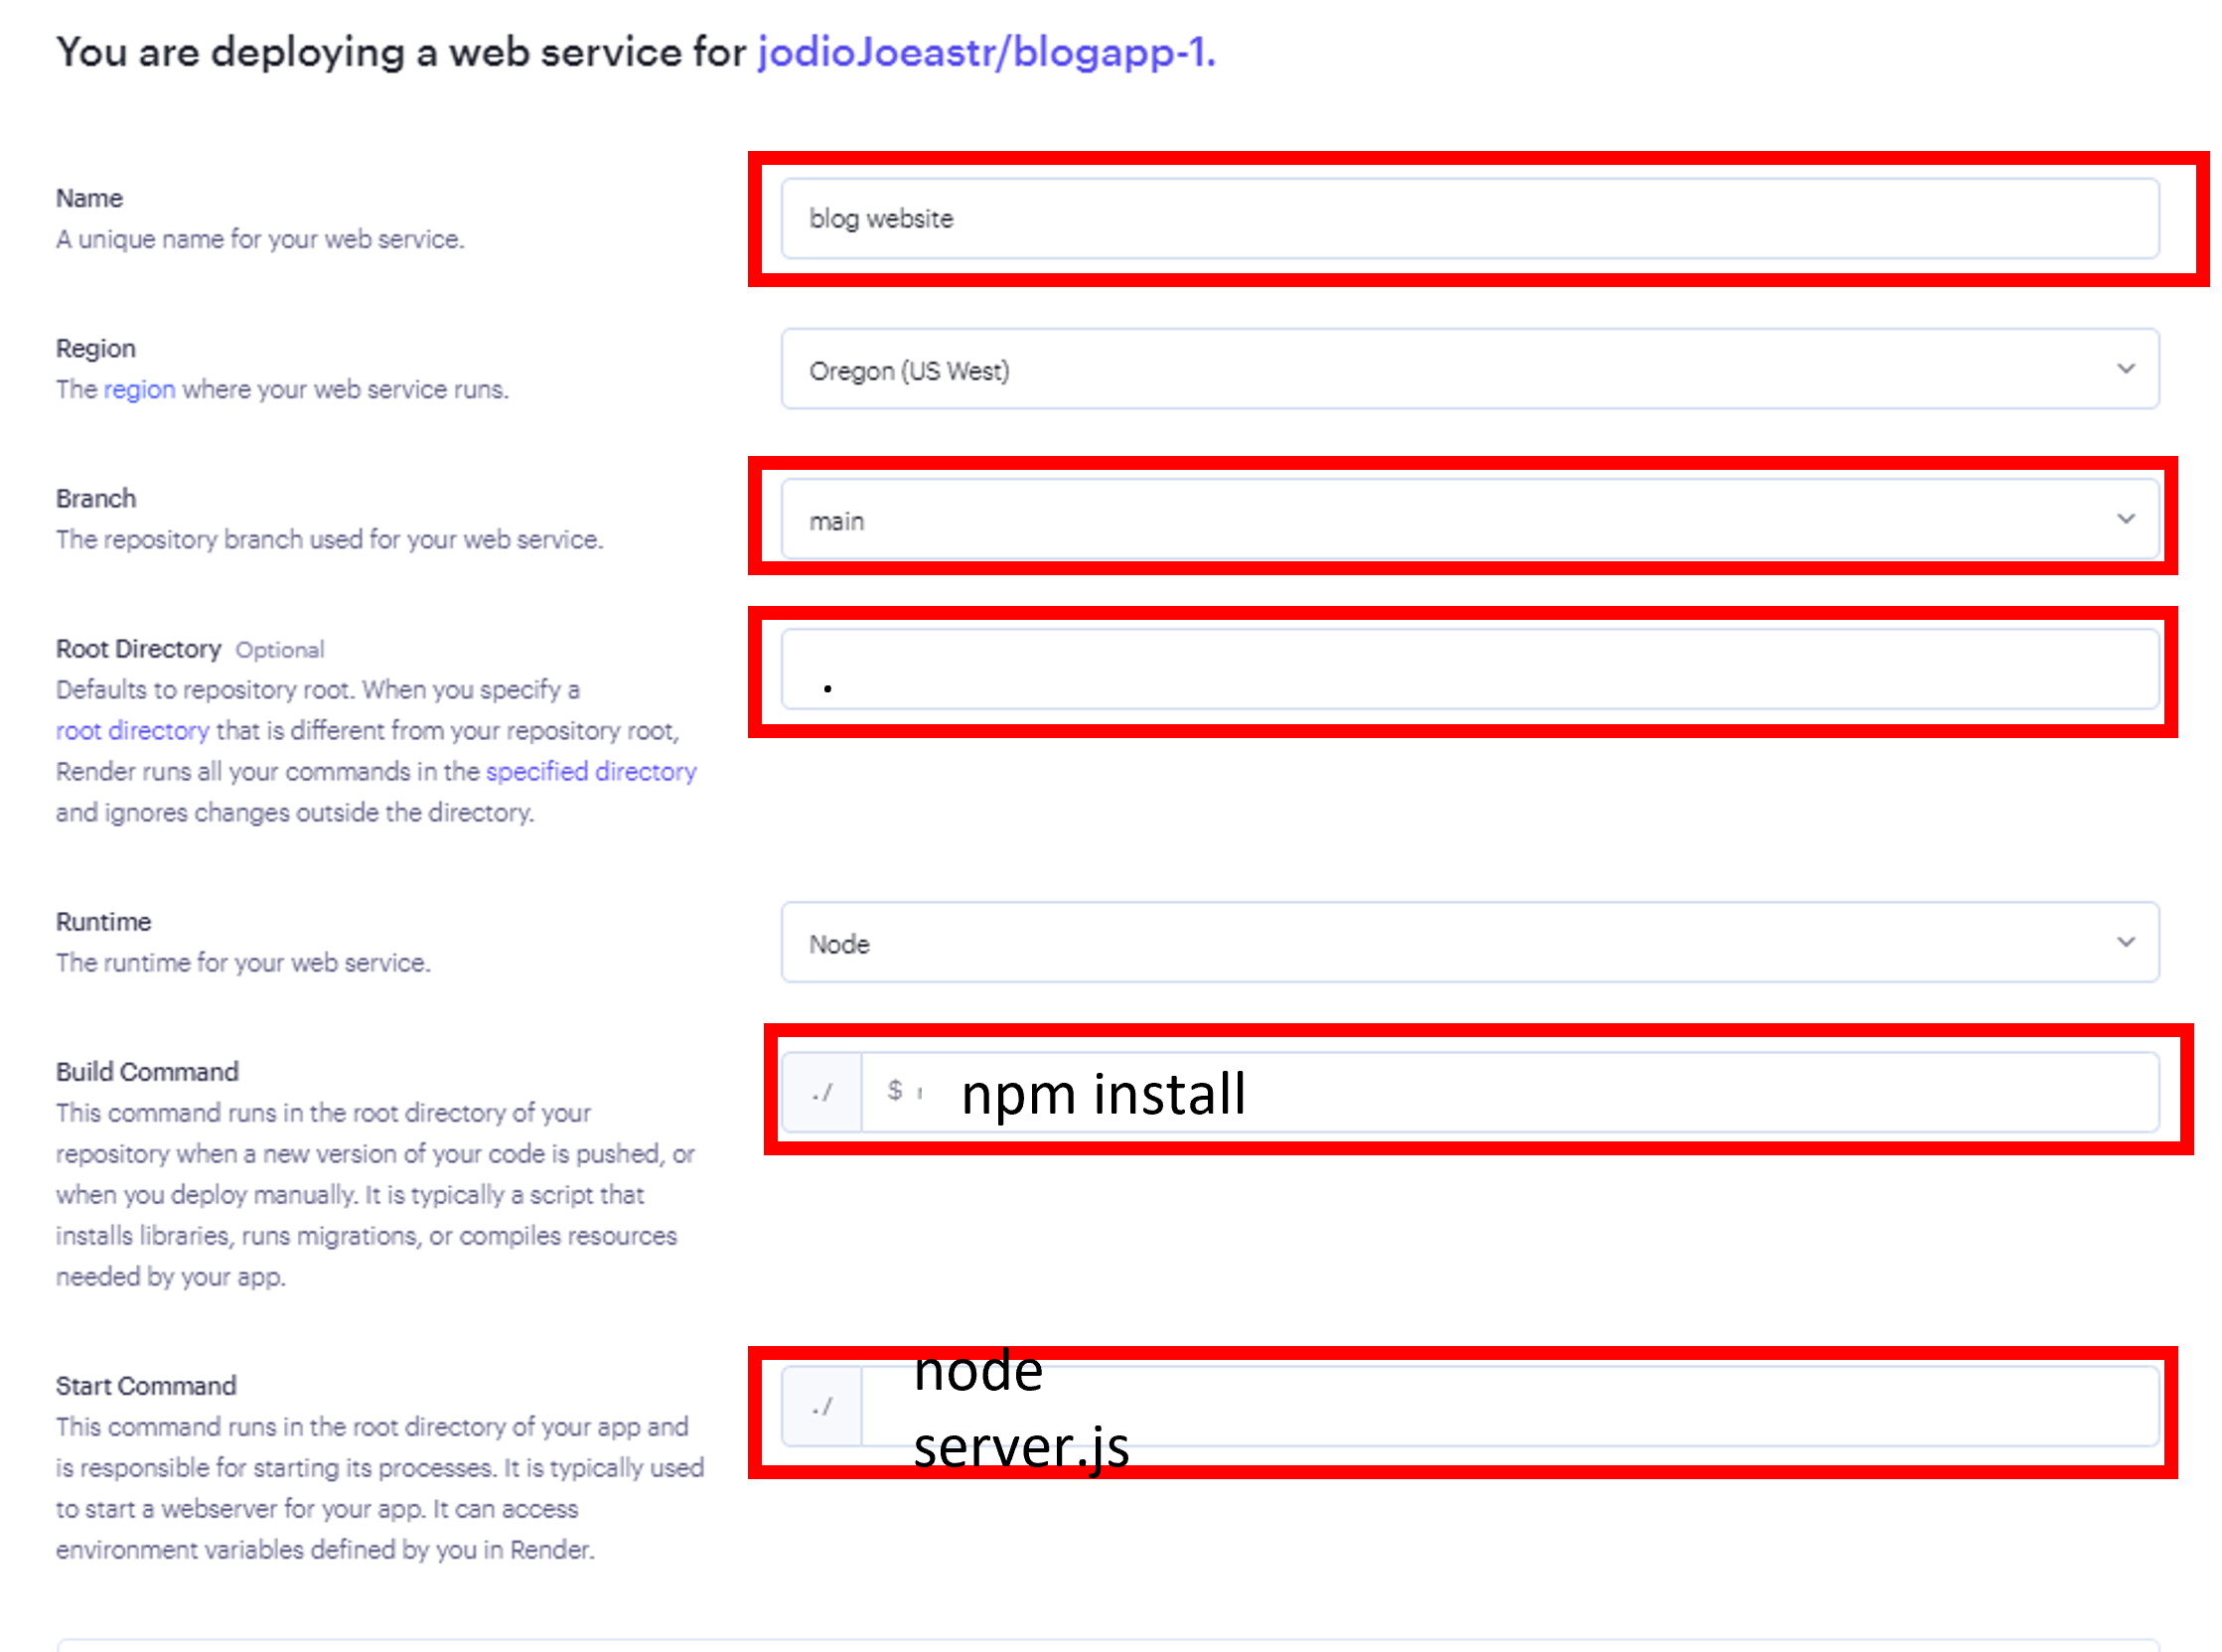 You are deploying a web service for jodioJoeastr/blogapp-1.
Name
A unique name for your web service.
blog website
Region
The region where your web service runs.
Oregon (US West)
Branch
The repository branch used for your web service.
main
Root Directory Optional
Defaults to repository root. When you specify a
root directory that is different from your repository root,
Render runs all your commands in the specified directory
and ignores changes outside the directory.
.
Runtime
The runtime for your web service.
Node
Build Command
This command runs in the root directory of your
repository when a new version of your code is pushed, or
when you deploy manually. It is typically a script that
installs libraries, runs migrations, or compiles resources
needed by your app.
./ $ npm install
Start Command
This command runs in the root directory of your app and
is responsible for starting its processes. It is typically used
to start a webserver for your app. It can access
environment variables defined by you in Render.
./ node
server.js